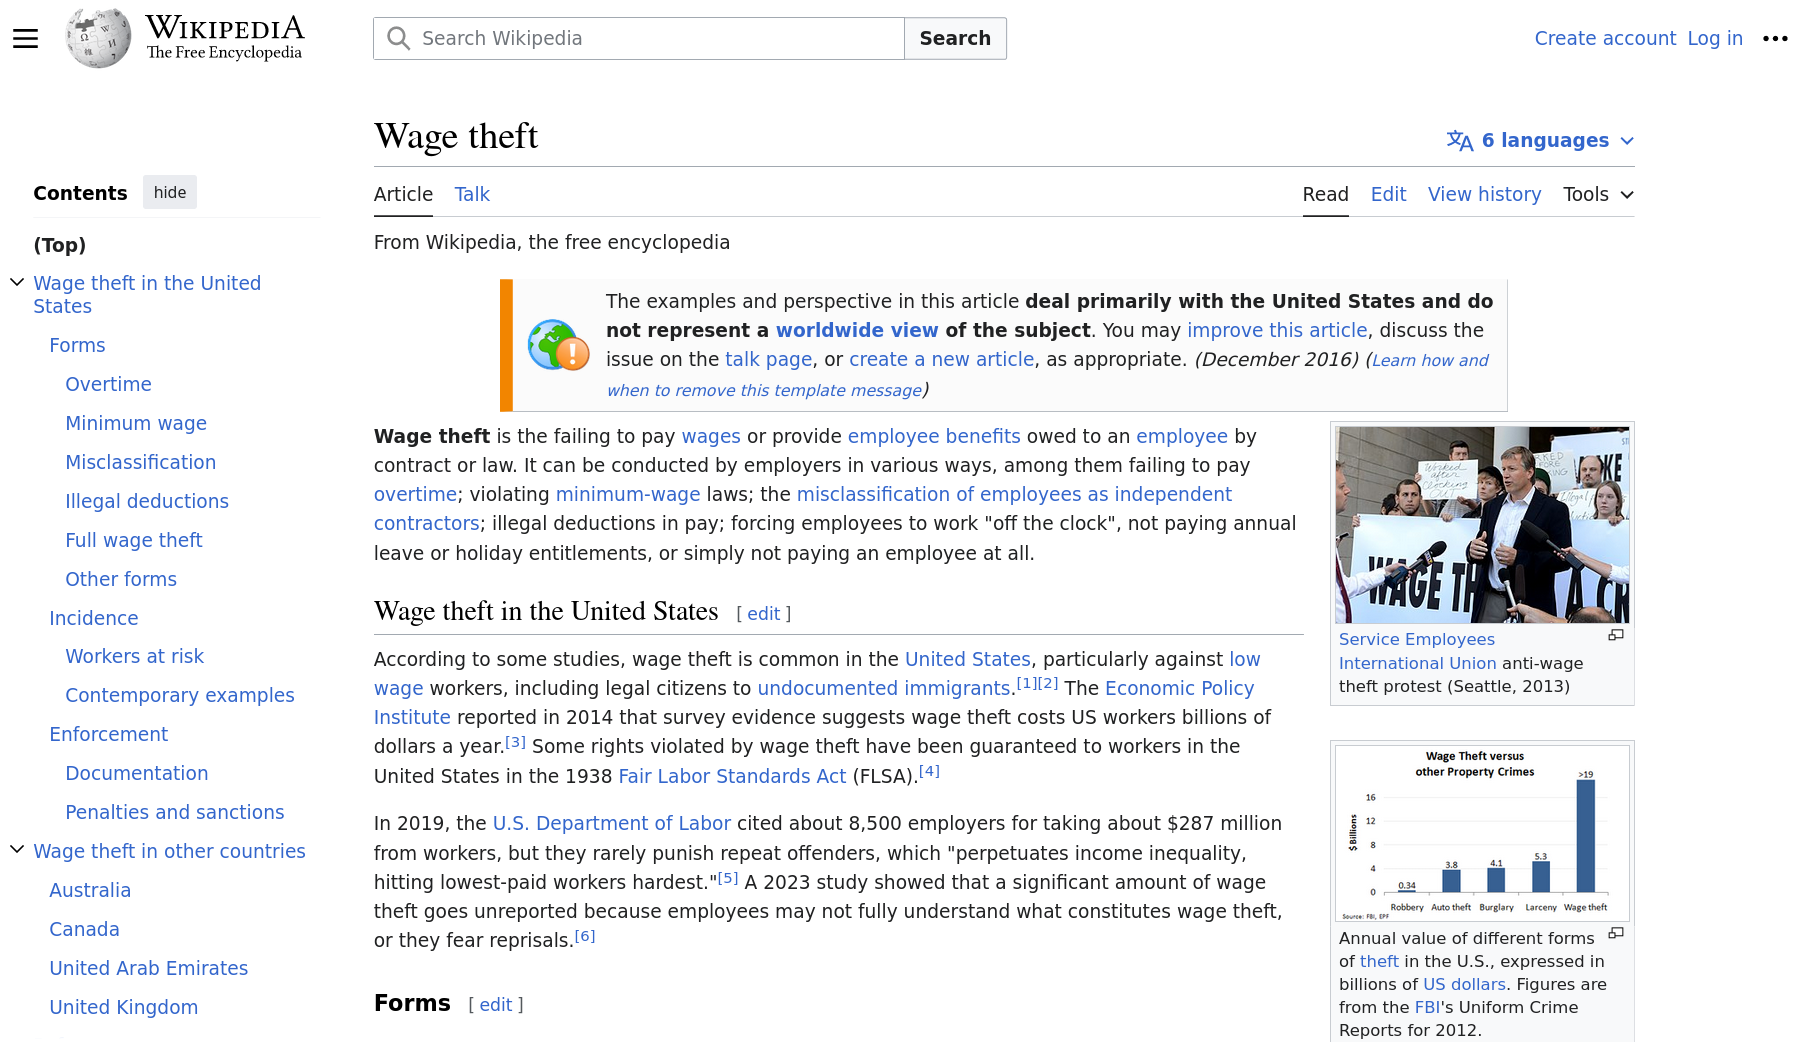 WIKIPEDIA
The Free Encyclopedia
Search Wikipedia
Search
Create account Log in
Contents hide
(Top)
Wage theft in the United
States
Forms
Overtime
Minimum wage
Misclassification
Illegal deductions
Full wage theft
Other forms
Incidence
Workers at risk
Contemporary examples
Enforcement
Documentation
Penalties and sanctions
Wage theft in other countries
Australia
Canada
United Arab Emirates
United Kingdom
Wage theft
6 languages
Article Talk
Read Edit View history Tools
From Wikipedia, the free encyclopedia
The examples and perspective in this article deal primarily with the United States and do
not represent a worldwide view of the subject. You may improve this article, discuss the
issue on the talk page, or create a new article, as appropriate. (December 2016) (Learn how and
when to remove this template message)
Wage theft is the failing to pay wages or provide employee benefits owed to an employee by
contract or law. It can be conducted by employers in various ways, among them failing to pay
overtime; violating minimum-wage laws; the misclassification of employees as independent
contractors; illegal deductions in pay; forcing employees to work "off the clock", not paying annual
leave or holiday entitlements, or simply not paying an employee at all.
Wage theft in the United States [ edit ]
According to some studies, wage theft is common in the United States, particularly against low
wage workers, including legal citizens to undocumented immigrants.[1][2] The Economic Policy
Institute reported in 2014 that survey evidence suggests wage theft costs US workers billions of
dollars a year.[3] Some rights violated by wage theft have been guaranteed to workers in the
United States in the 1938 Fair Labor Standards Act (FLSA).[4]
In 2019, the U.S. Department of Labor cited about 8,500 employers for taking about $287 million
from workers, but they rarely punish repeat offenders, which "perpetuates income inequality,
hitting lowest-paid workers hardest."[5] A 2023 study showed that a significant amount of wage
theft goes unreported because employees may not fully understand what constitutes wage theft,
or they fear reprisals.[6]
Forms [ edit ]
Worked
after
CLOCKING
OUT
WAGE TH
A CR
Service Employees
International Union anti-wage
theft protest (Seattle, 2013)
Wage Theft versus
other Property Crimes
$ Billions
16
12
8
4
0
0.34
3.8
4.1
5.3
>19
Robbery Auto theft Burglary Larceny Wage theft
Source: FBI, EPF
Annual value of different forms
of theft in the U.S., expressed in
billions of US dollars. Figures are
from the FBI's Uniform Crime
Reports for 2012.